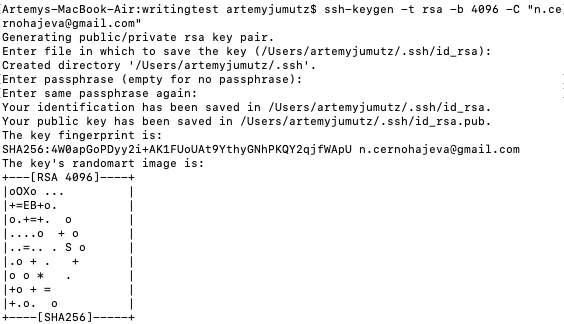 Artemys-MacBook-Air:writingtest artemyjumutz$ ssh-keygen -t rsa -b 4096 -C "n.ce
rnohajeva@gmail.com"
Generating public/private rsa key pair.
Enter file in which to save the key (/Users/artemyjumutz/.ssh/id_rsa):
Created directory '/Users/artemyjumutz/.ssh'.
Enter passphrase (empty for no passphrase):
Enter same passphrase again:
Your identification has been saved in /Users/artemyjumutz/.ssh/id_rsa.
Your public key has been saved in /Users/artemyjumutz/.ssh/id_rsa.pub.
The key fingerprint is:
SHA256:4W0apGoPDyy2i+AK1FUoUAt9YthyGNhPKQY2qjfWApU n.cernohajeva@gmail.com
The key's randomart image is:
+---[RSA 4096]----+
|oOXo ...         |
|+=EB+o.          |
|o.+=+.  o        |
|....o  + o       |
|..=.. . S o      |
|.o + .   +       |
|o o *   .        |
|+o + =           |
|+.o.  o          |
+----[SHA256]-----+